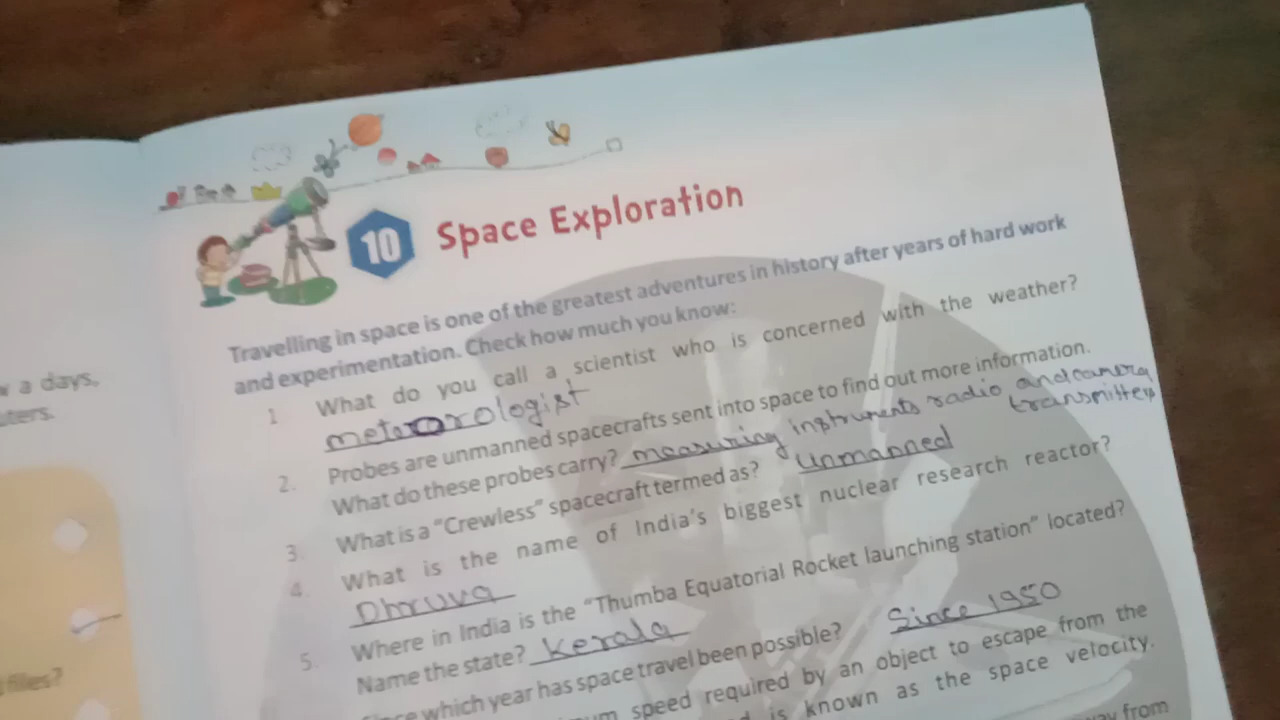 10 Space Exploration
Travelling in space is one of the greatest adventures in history after years of hard work
and experimentation. Check how much you know:
1 What do you call a scientist who is concerned with the weather?
meteorologist
2. Probes are unmanned spacecrafts sent into space to find out more information.
What do these probes carry? measuring instruments radio and camera
transmitter
3. What is a "Crewless" spacecraft termed as? Unmanned
4. What is the name of India's biggest nuclear research reactor?
Dhruva
5. Where in India is the "Thumba Equatorial Rocket launching station" located?
Name the state? Kerala
which year has space travel been possible? Since 1950
speed required by an object to escape from the
is known as the space velocity.
from
a days,
files?